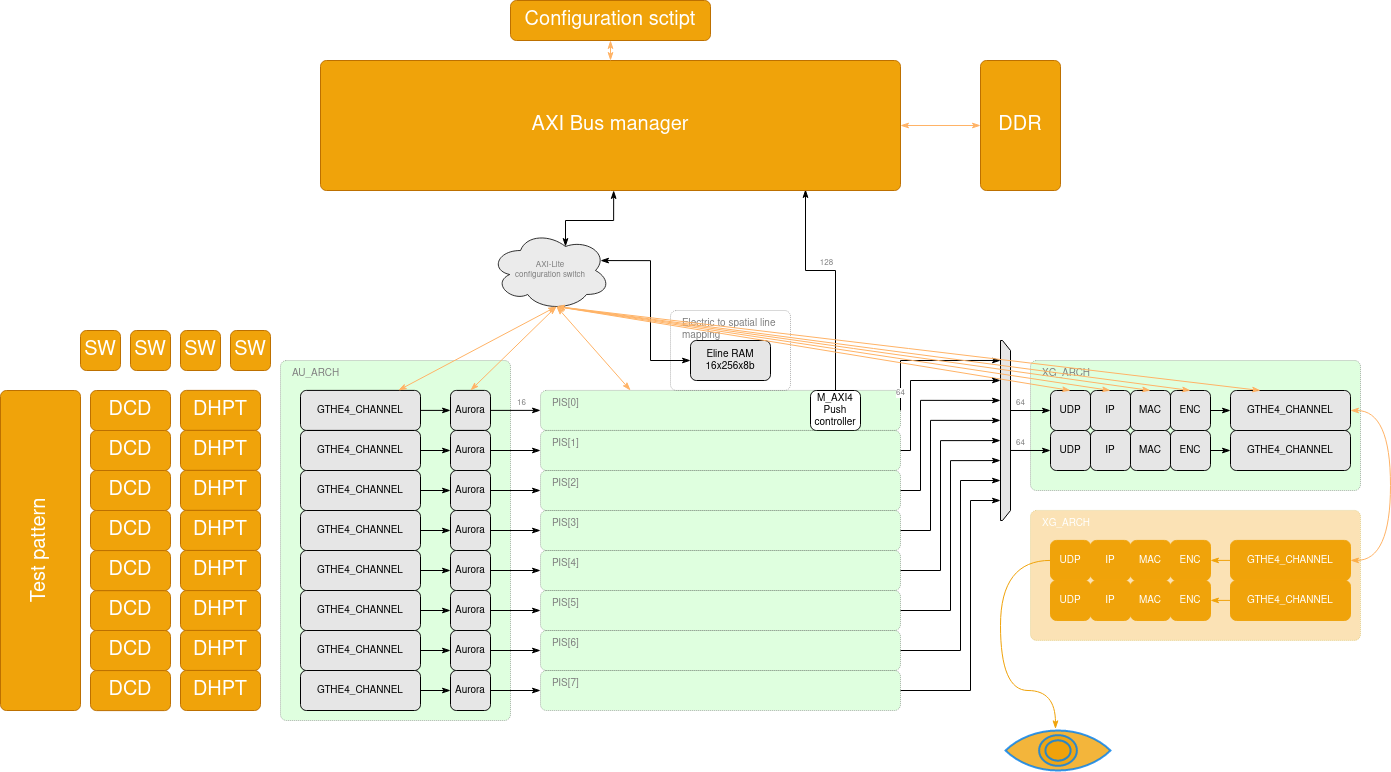 Configuration sctipt
AXI Bus manager
DDR
AXI-Lite
configuration switch
128
Electric to spatial line
mapping
Eline RAM
16x256x8b
SW SW SW SW
AU_ARCH
XG_ARCH
Test pattern
DCD DHPT GTHE4_CHANNEL Aurora 16 PIS[0]
M_AXI4
Push
controller
64
64 UDP IP MAC ENC GTHE4_CHANNEL
DCD DHPT GTHE4_CHANNEL Aurora PIS[1]
64 UDP IP MAC ENC GTHE4_CHANNEL
DCD DHPT GTHE4_CHANNEL Aurora PIS[2]
DCD DHPT GTHE4_CHANNEL Aurora PIS[3]
XG_ARCH
DCD DHPT GTHE4_CHANNEL Aurora PIS[4]
UDP IP MAC ENC GTHE4_CHANNEL
DCD DHPT GTHE4_CHANNEL Aurora PIS[5]
UDP IP MAC ENC GTHE4_CHANNEL
DCD DHPT GTHE4_CHANNEL Aurora PIS[6]
DCD DHPT GTHE4_CHANNEL Aurora PIS[7]